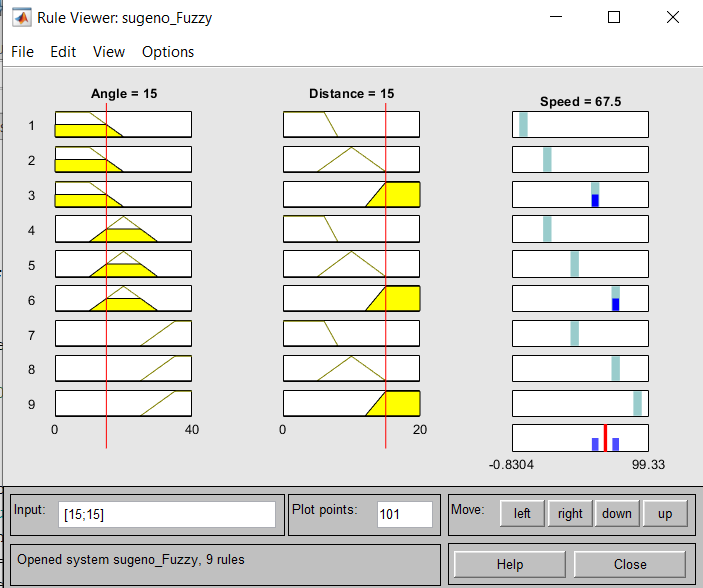 Rule Viewer: sugeno_Fuzzy
File Edit View Options
Angle = 15 Distance = 15 Speed = 67.5
1
2
3
4
5
6
7
8
9
0 40 0 20
-0.8304 99.33
Input: [15;15] Plot points: 101 Move: left right down up
Opened system sugeno_Fuzzy, 9 rules Help Close